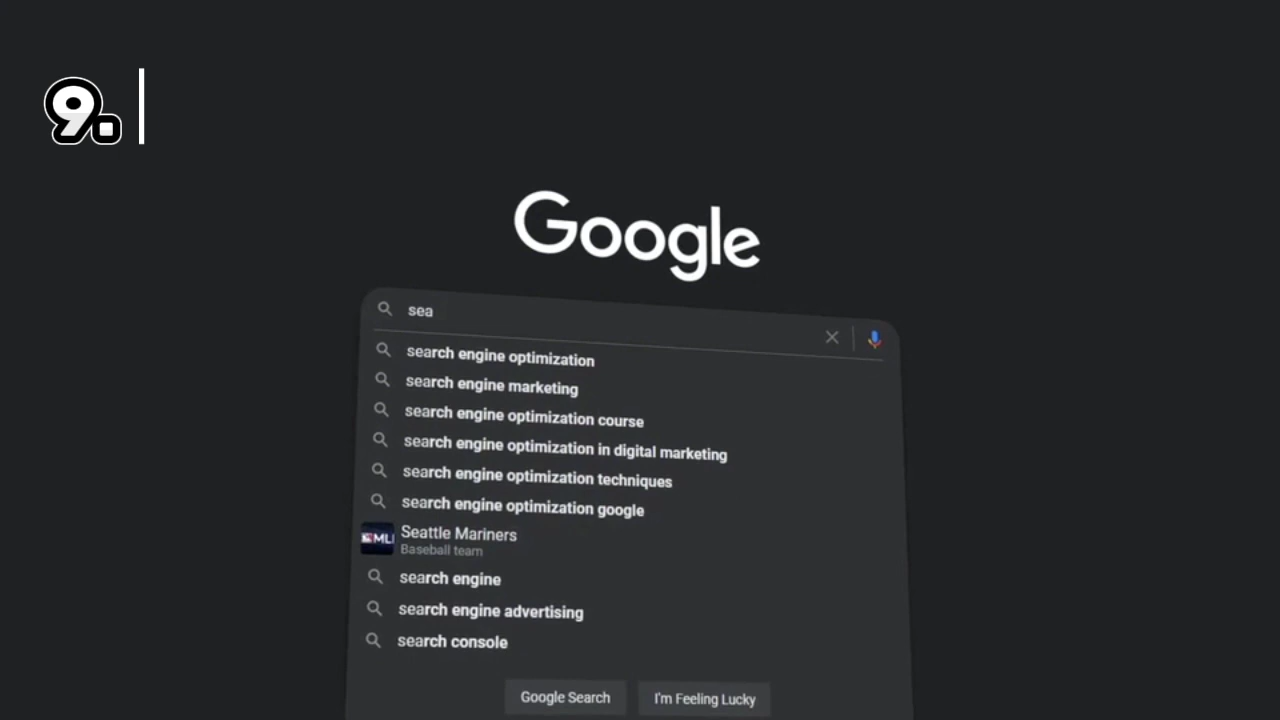 9.
Google
sea
search engine optimization
search engine marketing
search engine optimization course
search engine optimization in digital marketing
search engine optimization techniques
search engine optimization google
MLB
Seattle Mariners
Baseball team
search engine
search engine advertising
search console
Google Search
I'm Feeling Lucky